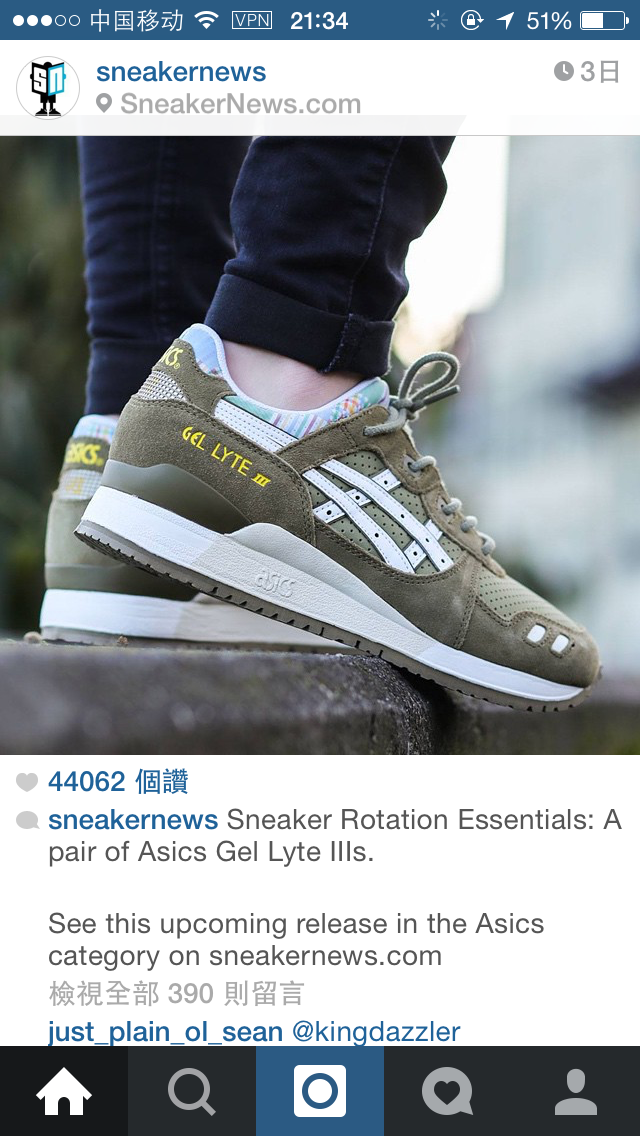 中国移动 VPN 21:34 51%
sneakernews 3日
SneakerNews.com
ASICS
GEL LYTE III
ASICS
asics
44062 個讚
sneakernews Sneaker Rotation Essentials: A
pair of Asics Gel Lyte IIIs.
See this upcoming release in the Asics
category on sneakernews.com
檢視全部 390 則留言
just_plain_ol_sean @kingdazzler